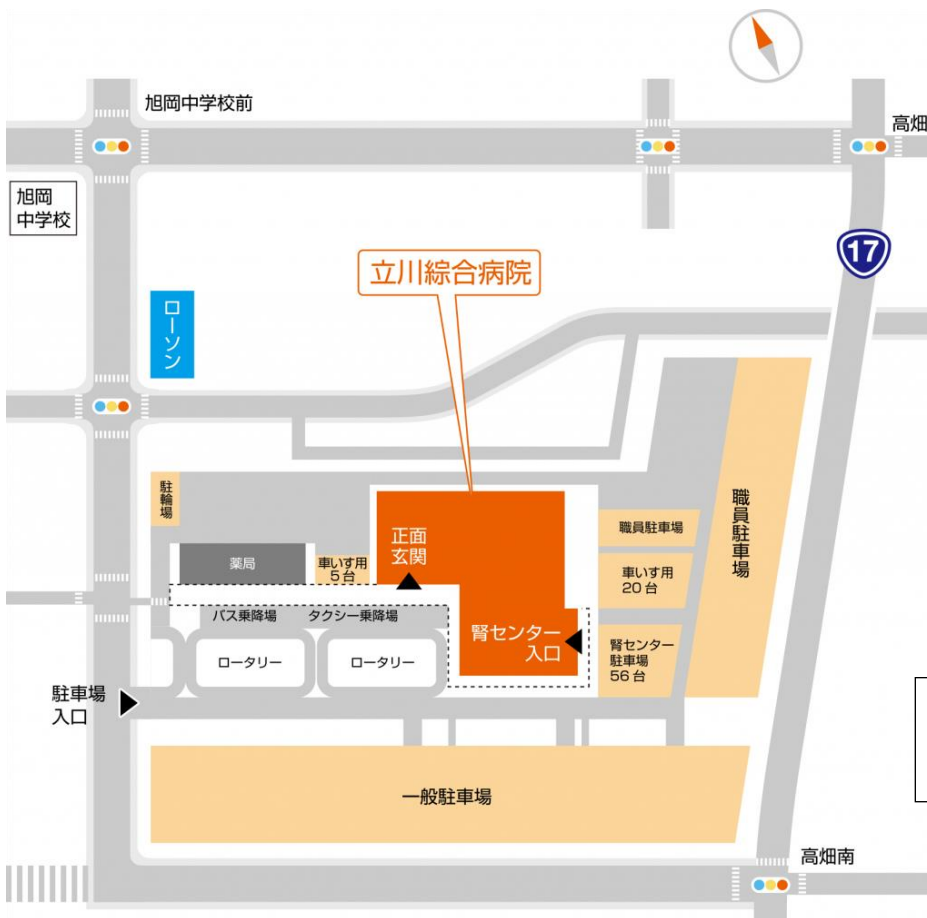 旭岡中学校前
高畑
旭岡
中学校
17
立川綜合病院
ローソン
駐輪場
正面
玄関
職員駐車場
職員駐車場
薬局
車いす用
5台
車いす用
20台
バス乗降場
タクシー乗降場
腎センター
入口
腎センター
駐車場
56台
ロータリー
ロータリー
駐車場
入口
一般駐車場
高畑南